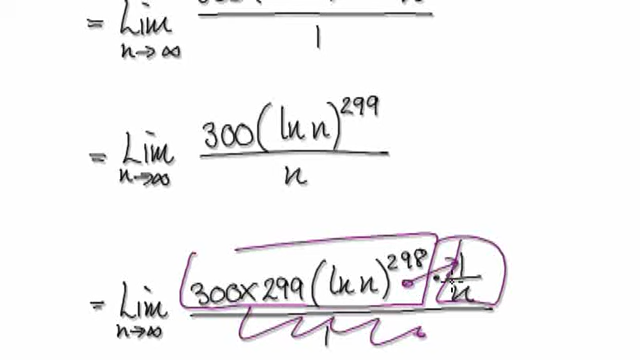 = Lim n→∞ / 1
= Lim n→∞ 300(ln n)^299 / n
= Lim n→∞ 300×299(ln n)^298 · 1/n / 1